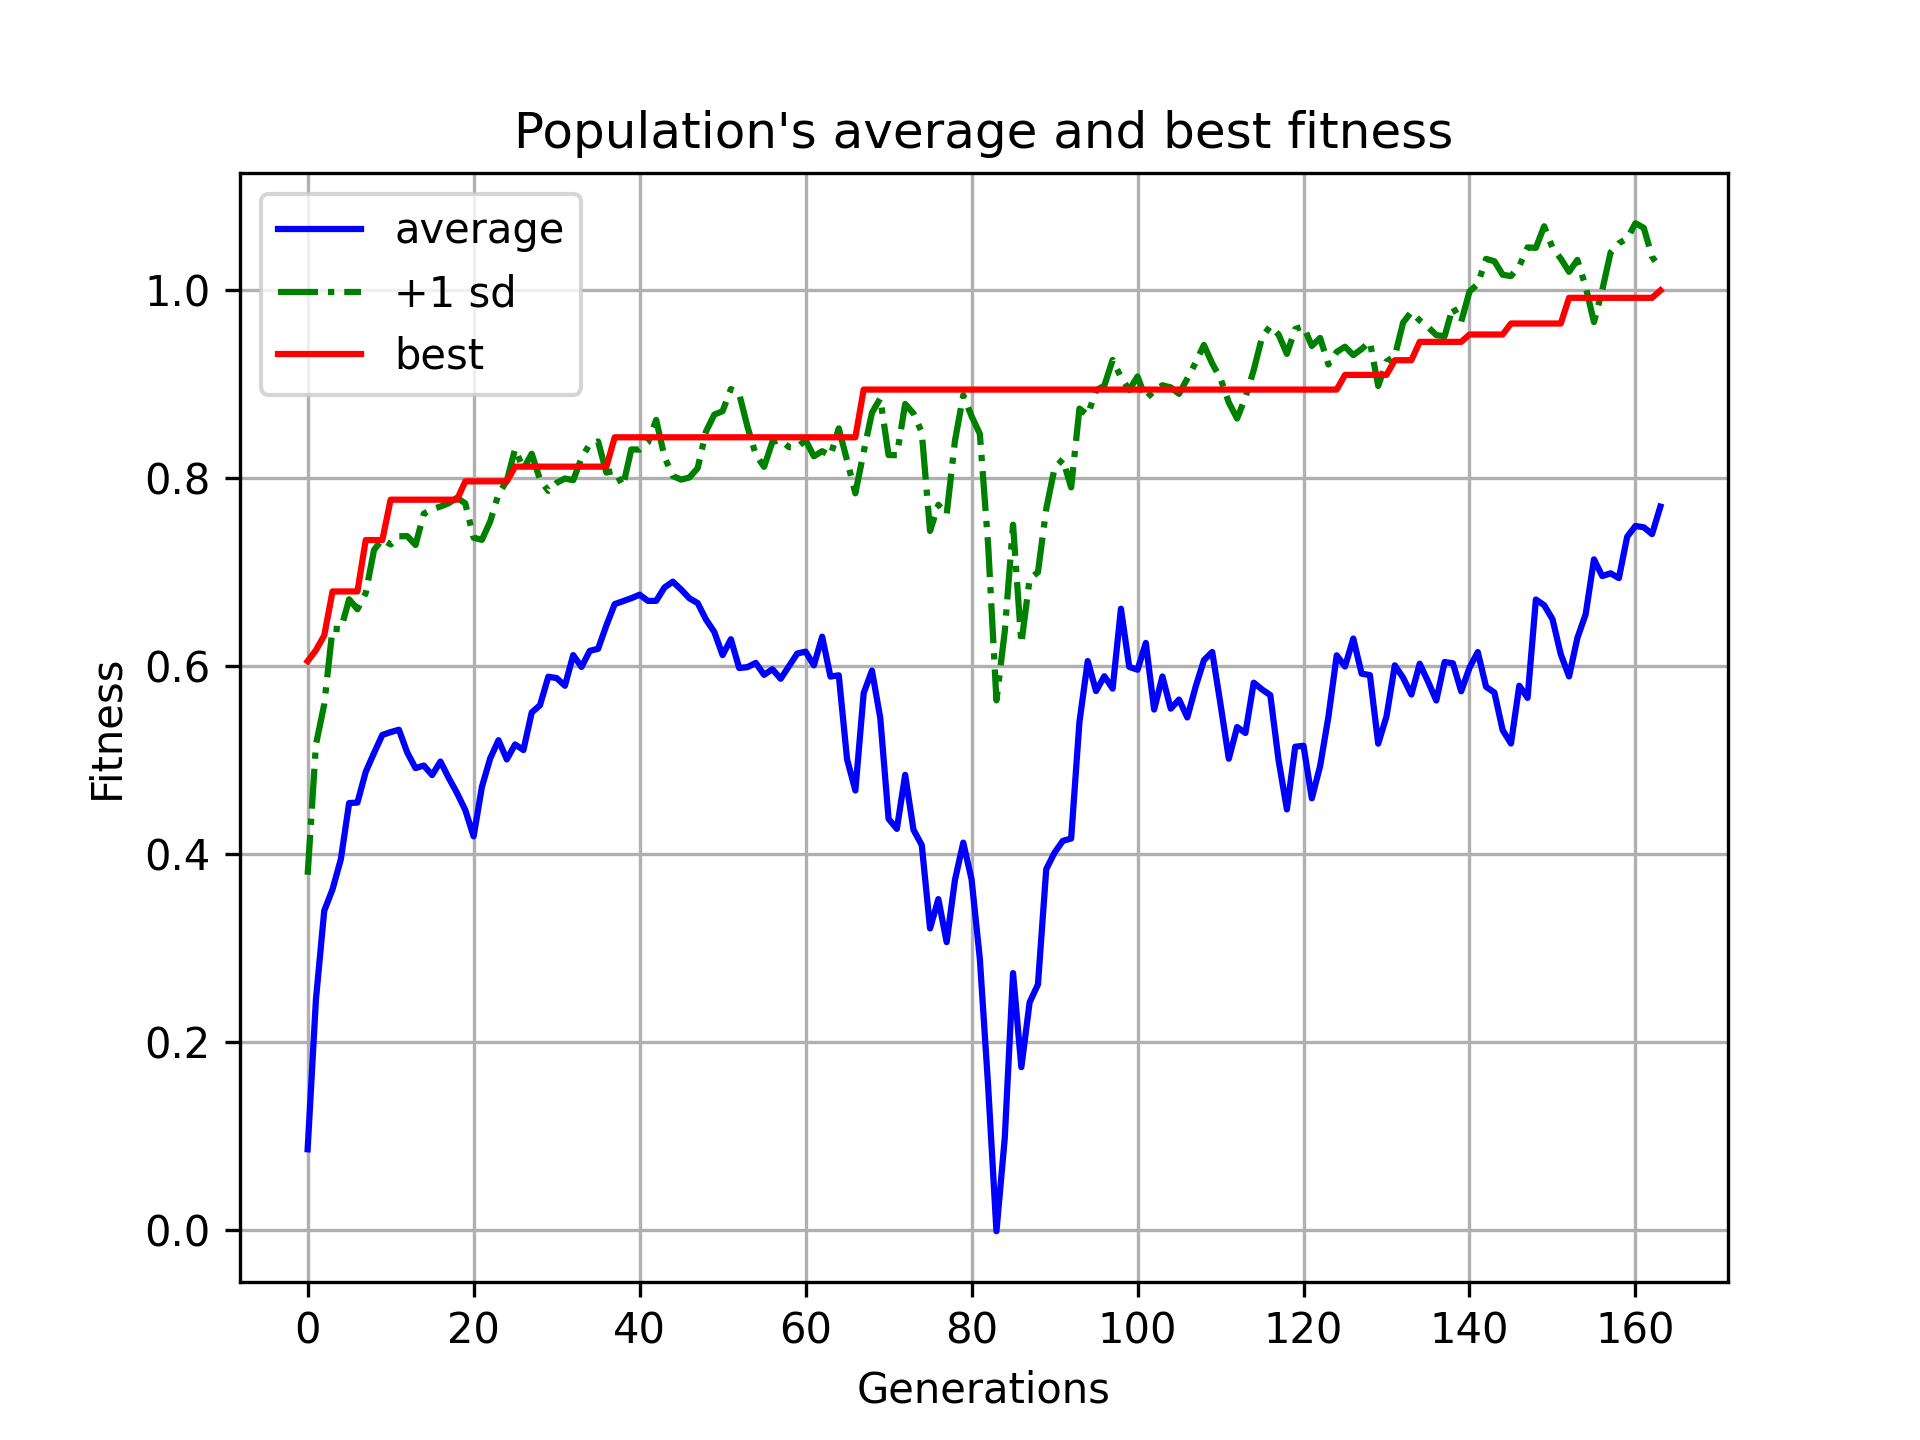 Population's average and best fitness
average
+1 sd
best
1.0
0.8
0.6
0.4
0.2
0.0
Fitness
0 20 40 60 80 100 120 140 160
Generations